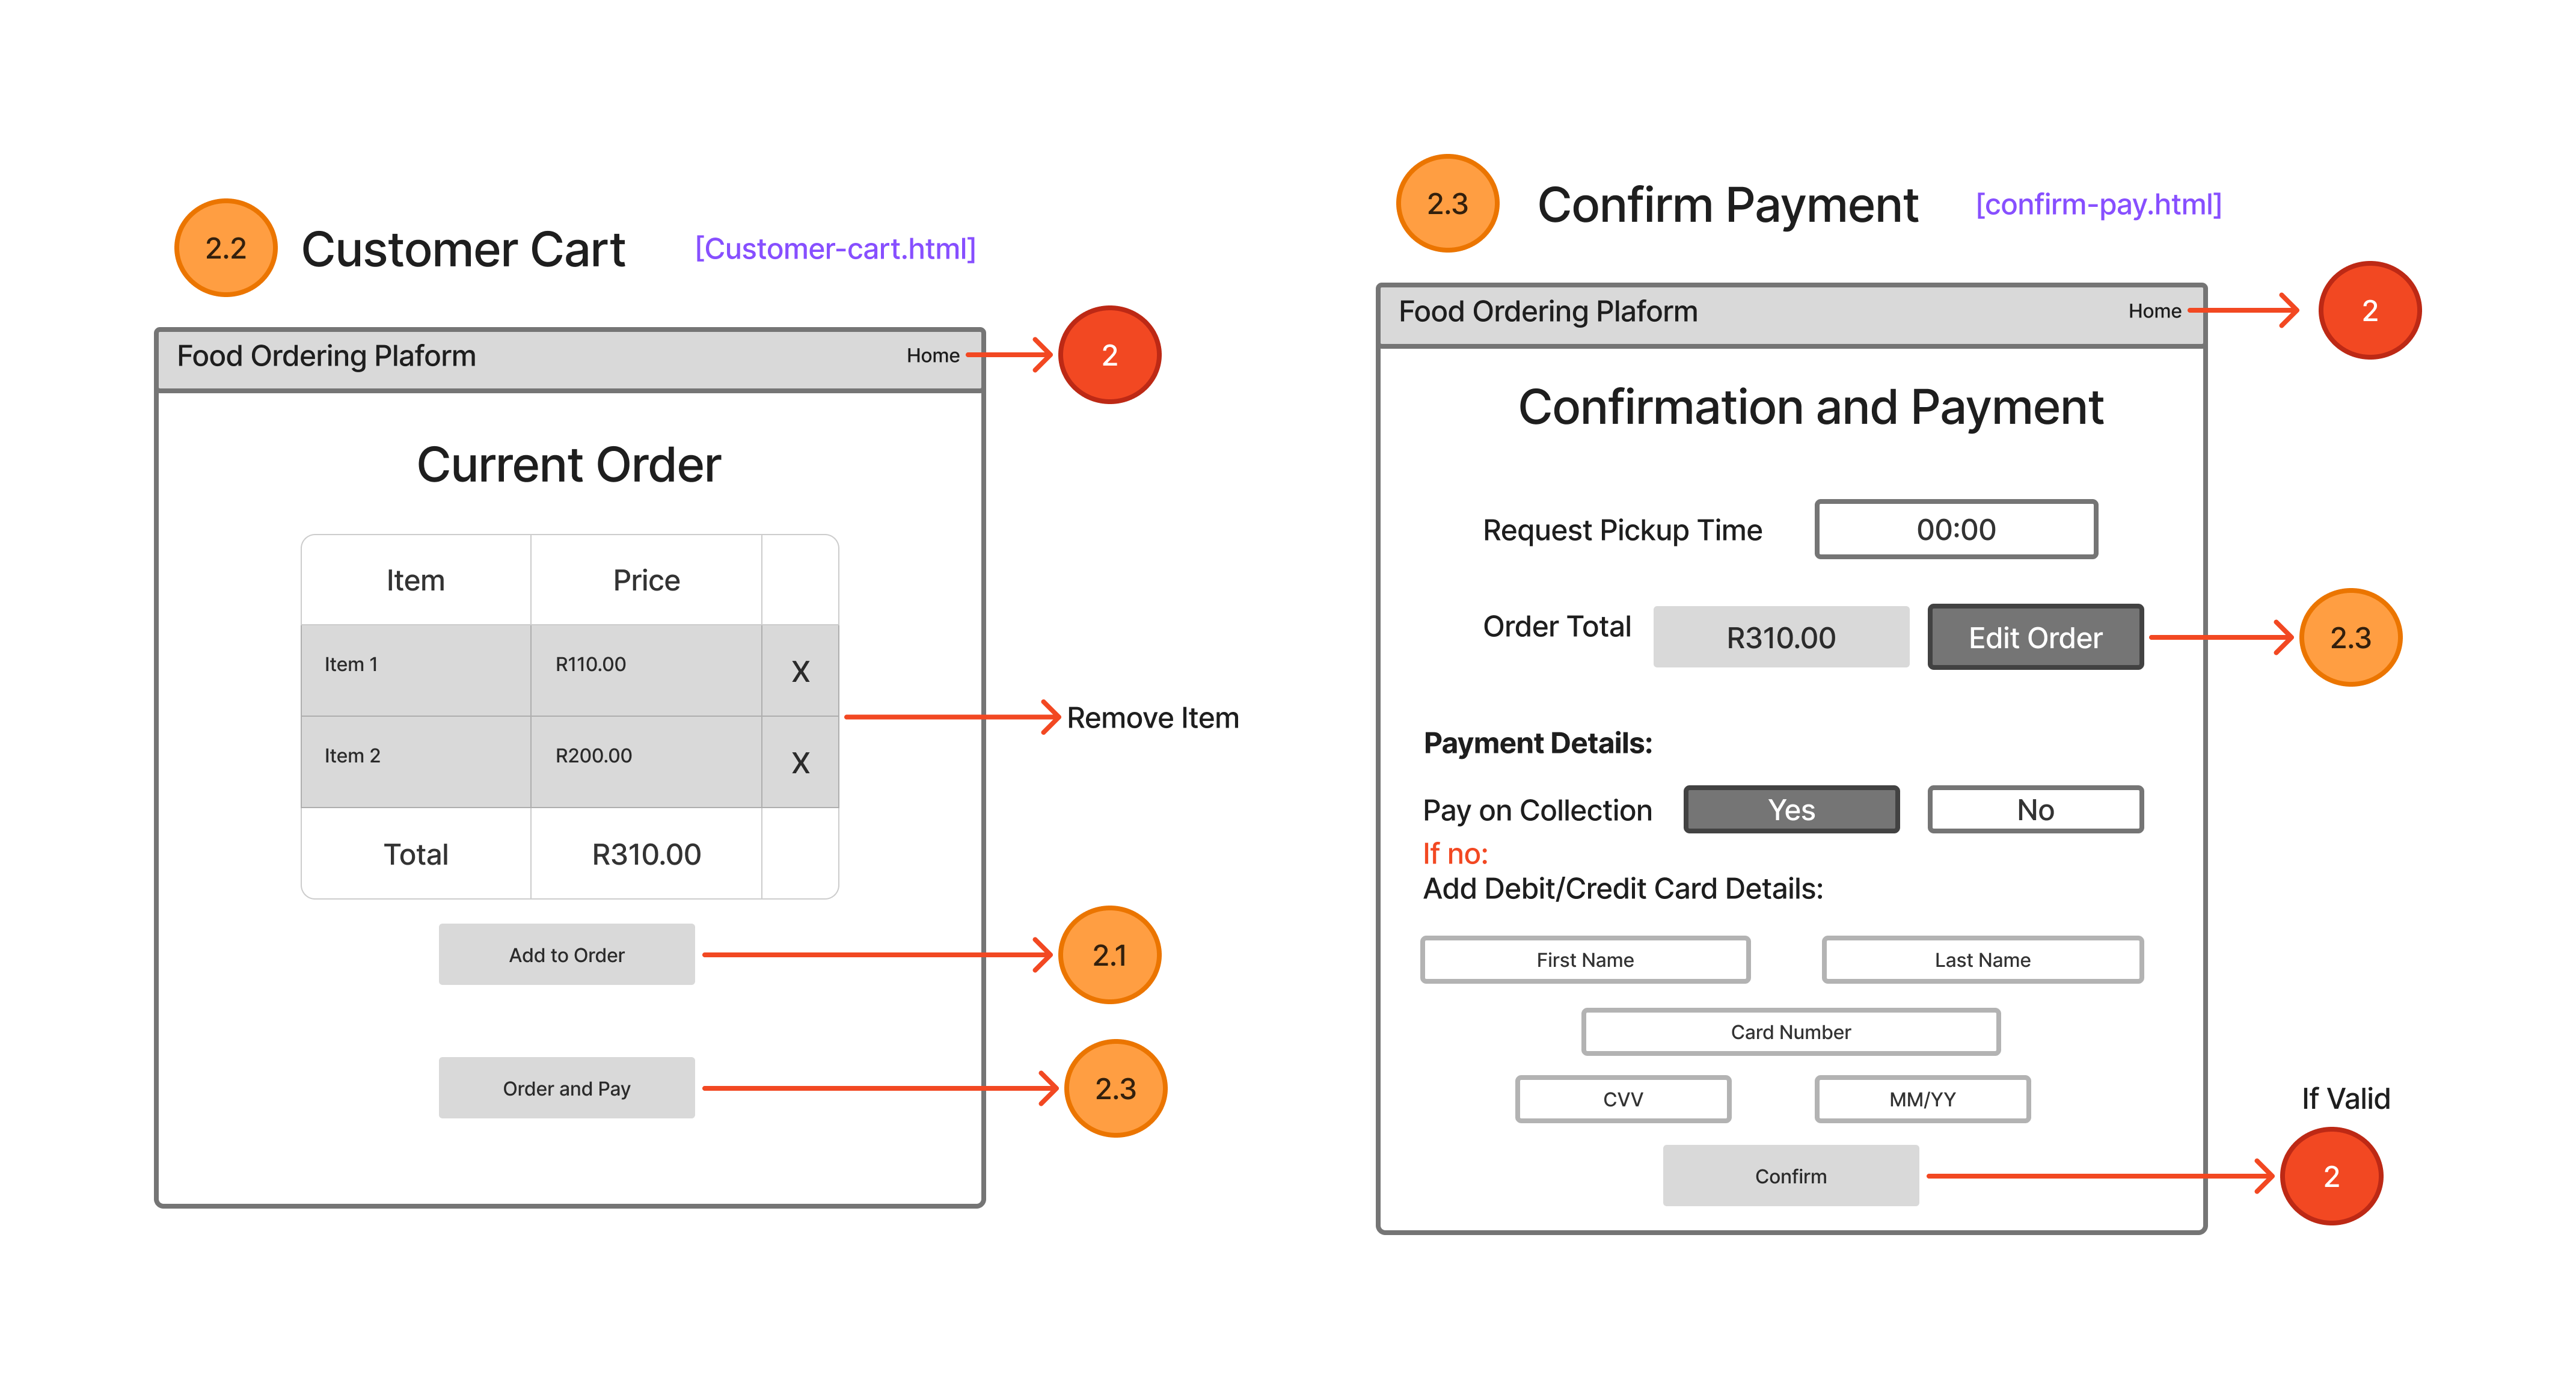 2.2
Customer Cart
[Customer-cart.html]
Food Ordering Plaform
Home
2
Current Order
Item Price
Item 1 R110.00 X
Item 2 R200.00 X
Remove Item
Total R310.00
Add to Order
2.1
Order and Pay
2.3
2.3
Confirm Payment
[confirm-pay.html]
Food Ordering Plaform
Home
2
Confirmation and Payment
Request Pickup Time 00:00
Order Total R310.00 Edit Order
2.3
Payment Details:
Pay on Collection Yes No
If no:
Add Debit/Credit Card Details:
First Name Last Name
Card Number
CVV MM/YY
If Valid
Confirm
2